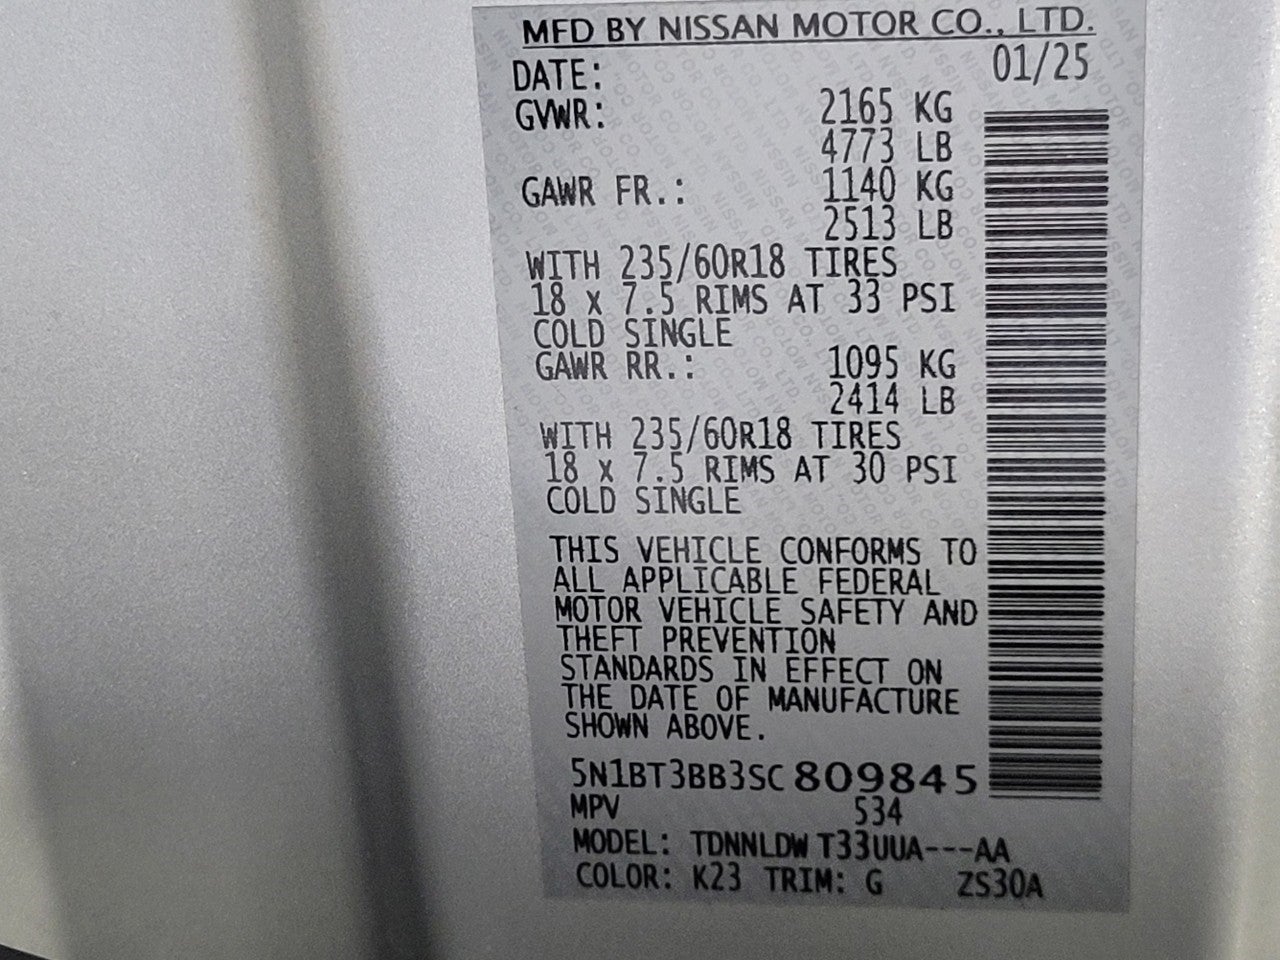 MFD BY NISSAN MOTOR CO., LTD.
DATE: 01/25
GVWR: 2165 KG
4773 LB
GAWR FR.: 1140 KG
2513 LB
WITH 235/60R18 TIRES
18 x 7.5 RIMS AT 33 PSI
COLD SINGLE
GAWR RR.: 1095 KG
2414 LB
WITH 235/60R18 TIRES
18 x 7.5 RIMS AT 30 PSI
COLD SINGLE
THIS VEHICLE CONFORMS TO
ALL APPLICABLE FEDERAL
MOTOR VEHICLE SAFETY AND
THEFT PREVENTION
STANDARDS IN EFFECT ON
THE DATE OF MANUFACTURE
SHOWN ABOVE.
5N1BT3BB3SC809845
MPV 534
MODEL: TDNNLDW T33UUA---AA
COLOR: K23 TRIM: G ZS30A